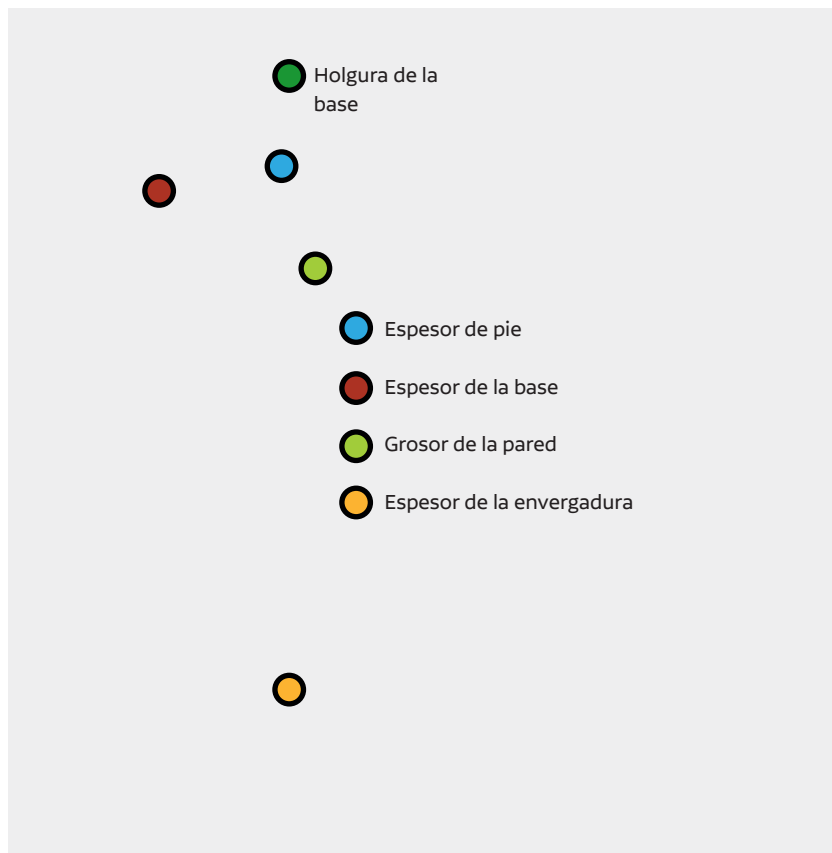 Holgura de la
base
Espesor de pie
Espesor de la base
Grosor de la pared
Espesor de la envergadura